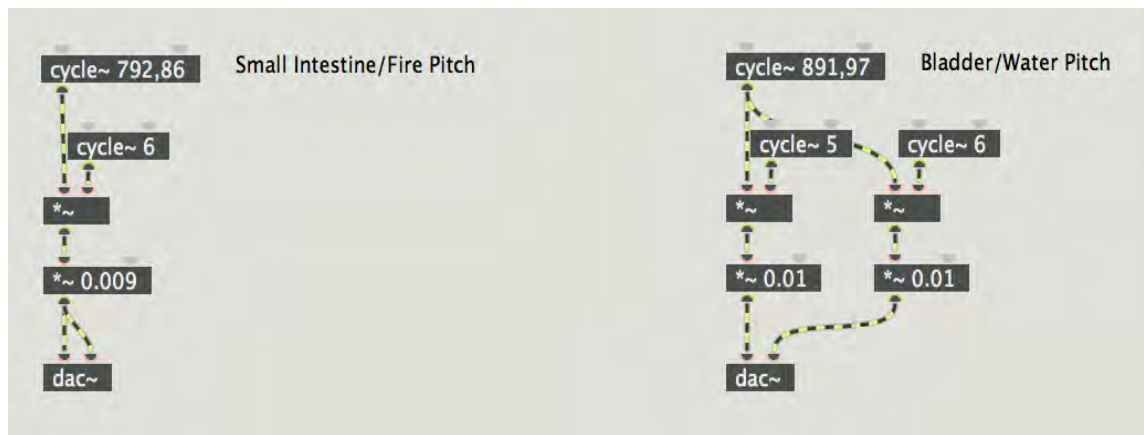 cycle~ 792,86
Small Intestine/Fire Pitch
cycle~ 6
*~
*~ 0.009
dac~
cycle~ 891,97
Bladder/Water Pitch
cycle~ 5
cycle~ 6
*~
*~
*~ 0.01
*~ 0.01
dac~